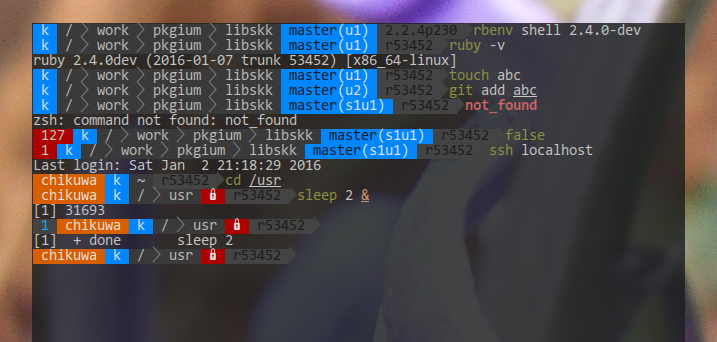 k / work pkgium libskk master(u1) 2.2.4p230 rbenv shell 2.4.0-dev
k / work pkgium libskk master(u1) r53452 ruby -v
ruby 2.4.0dev (2016-01-07 trunk 53452) [x86_64-linux]
k / work pkgium libskk master(u1) r53452 touch abc
k / work pkgium libskk master(u2) r53452 git add abc
k / work pkgium libskk master(s1u1) r53452 not_found
zsh: command not found: not_found
127 k / work pkgium libskk master(s1u1) r53452 false
1 k / work pkgium libskk master(s1u1) r53452 ssh localhost
Last login: Sat Jan  2 21:18:29 2016
chikuwa k ~ r53452 cd /usr
chikuwa k / usr r53452 sleep 2 &
[1] 31693
1 chikuwa k / usr r53452
[1]  + done       sleep 2
chikuwa k / usr r53452